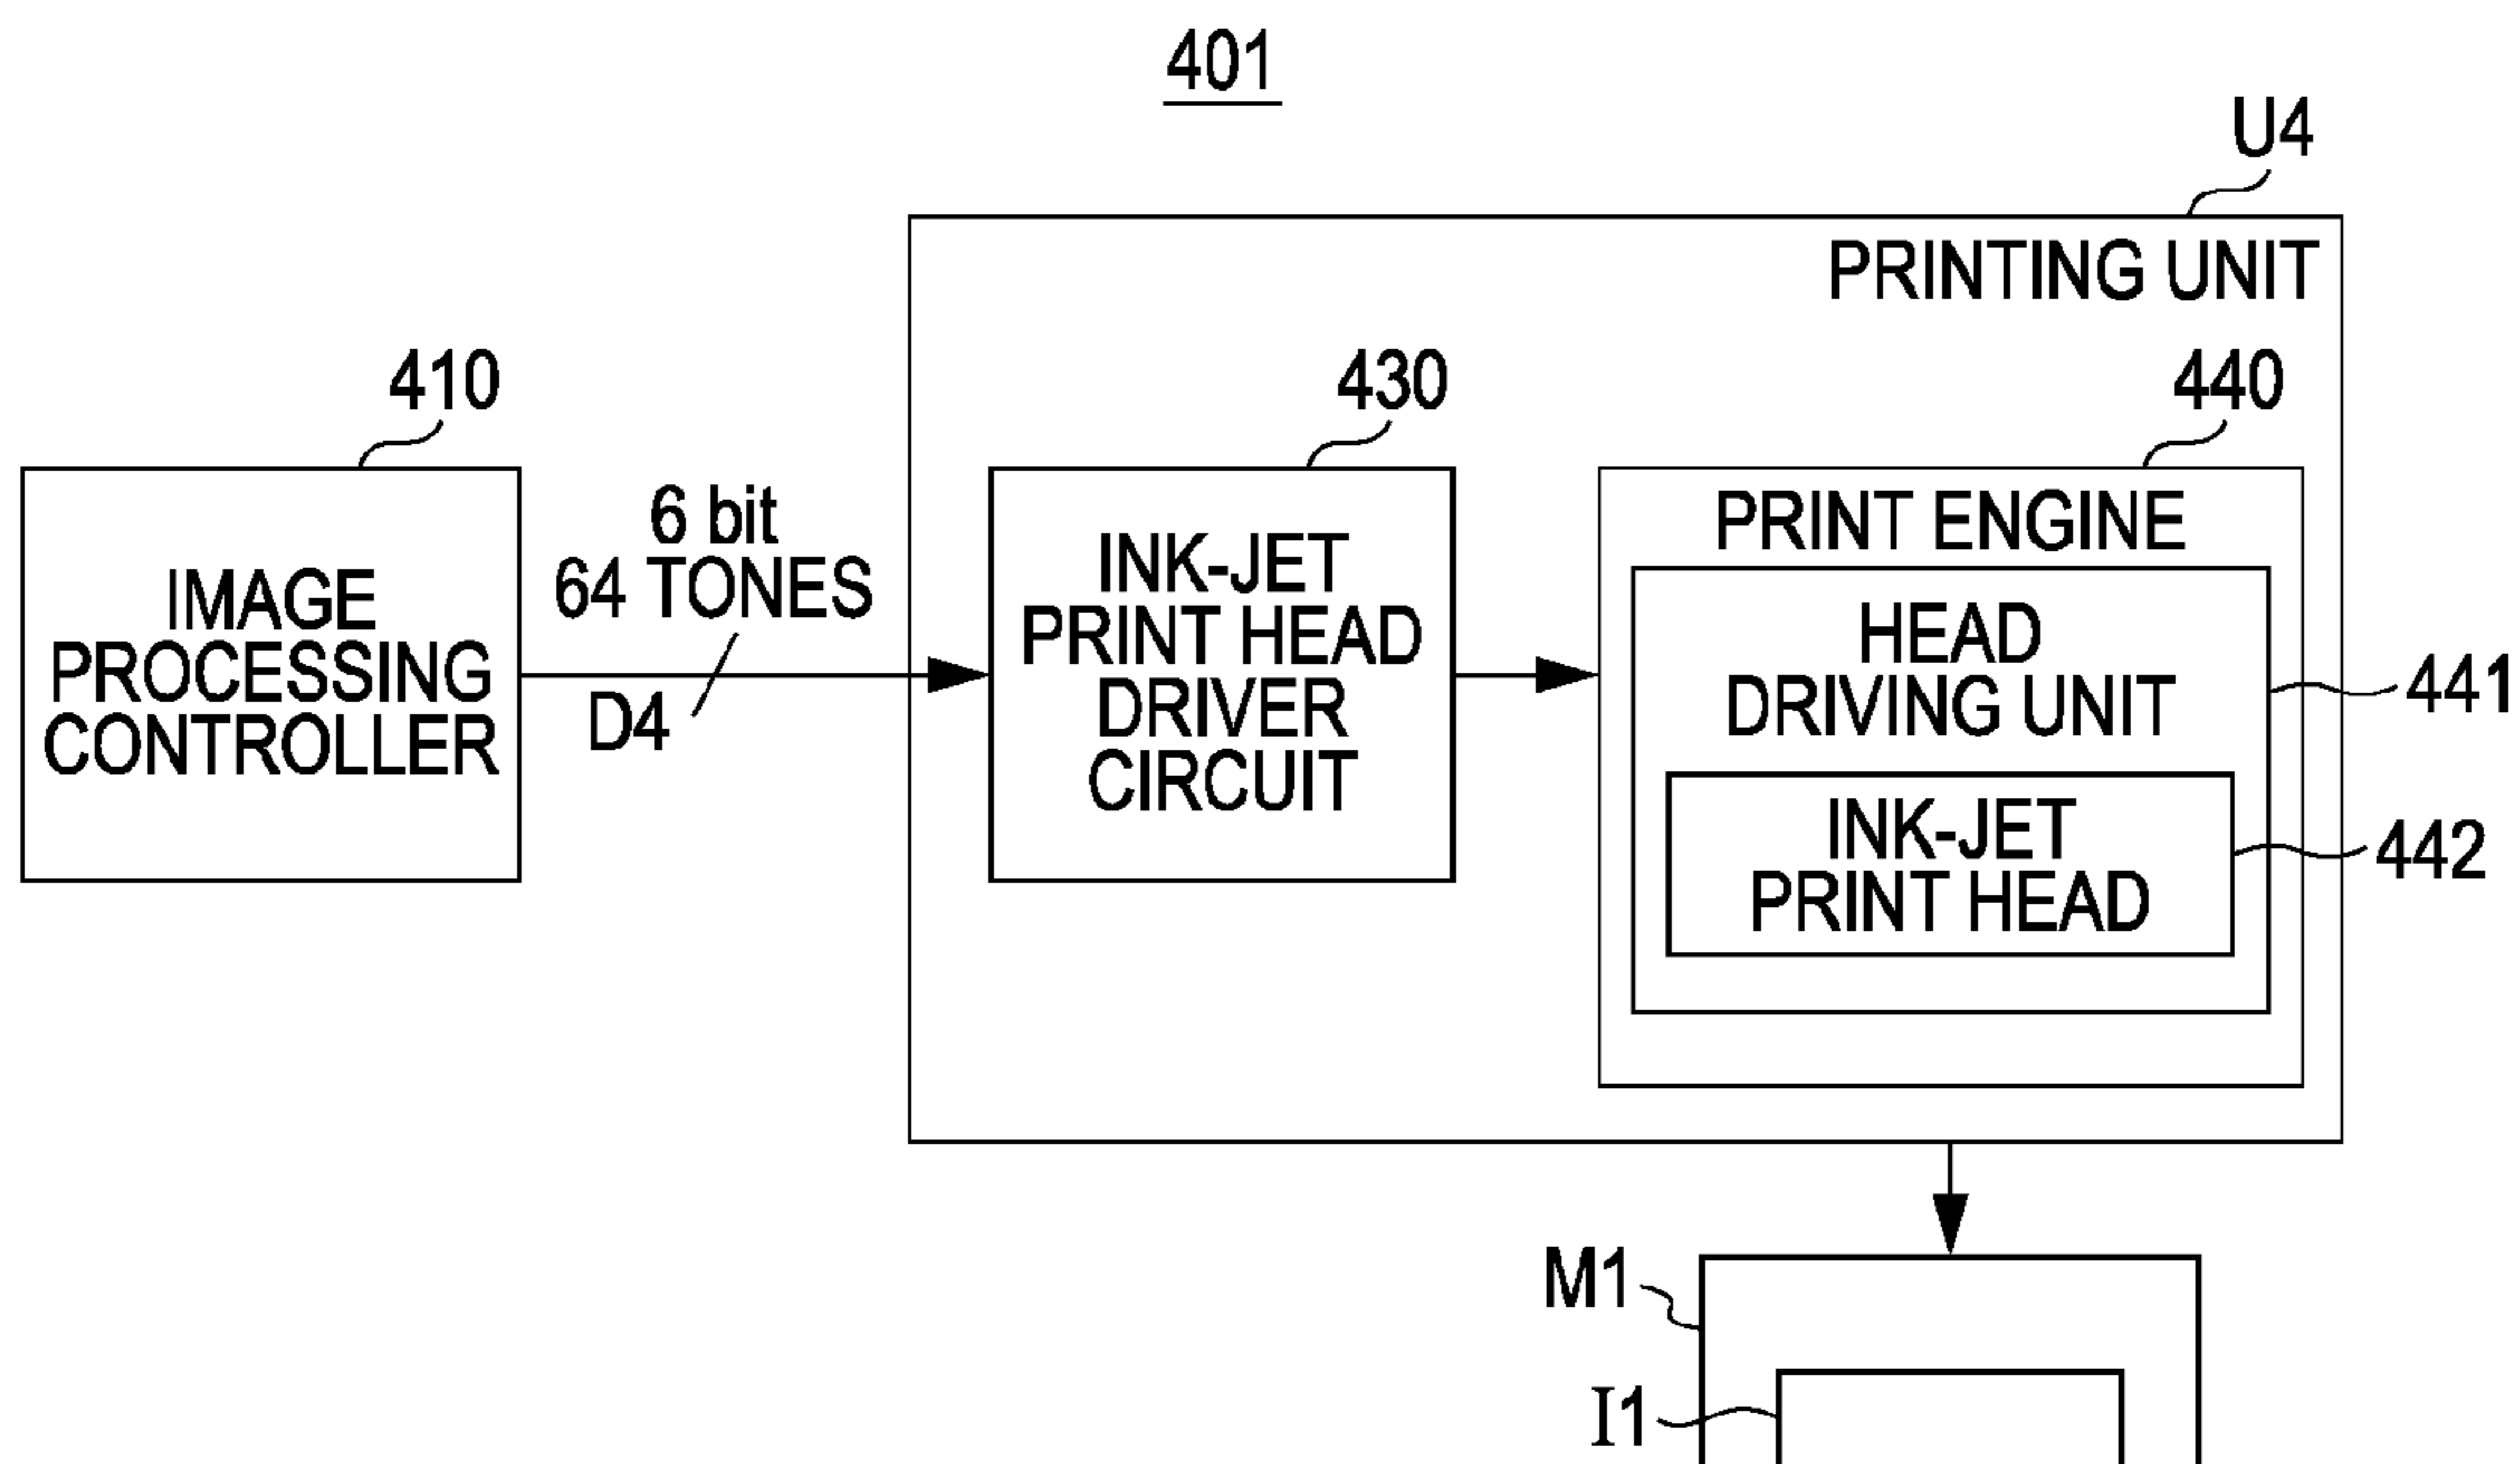 401
U4
PRINTING UNIT
410
430
440
6 bit
64 TONES
D4
IMAGE
PROCESSING
CONTROLLER
INK-JET
PRINT HEAD
DRIVER
CIRCUIT
PRINT ENGINE
HEAD
DRIVING UNIT
441
INK-JET
PRINT HEAD
442
M1
I1